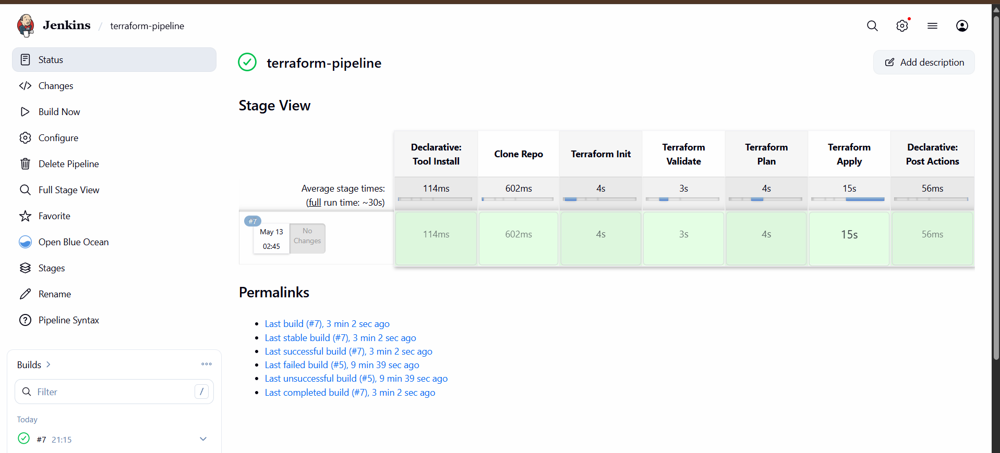 Jenkins / terraform-pipeline
Status
Changes
Build Now
Configure
Delete Pipeline
Full Stage View
Favorite
Open Blue Ocean
Stages
Rename
Pipeline Syntax
Builds
Filter /
Today
#7 21:15
terraform-pipeline
Add description
Stage View
Declarative: Tool Install
Clone Repo
Terraform Init
Terraform Validate
Terraform Plan
Terraform Apply
Declarative: Post Actions
Average stage times:
(full run time: ~30s)
114ms 602ms 4s 3s 4s 15s 56ms
#7
May 13
02:45
No
Changes
114ms 602ms 4s 3s 4s 15s 56ms
Permalinks
Last build (#7), 3 min 2 sec ago
Last stable build (#7), 3 min 2 sec ago
Last successful build (#7), 3 min 2 sec ago
Last failed build (#5), 9 min 39 sec ago
Last unsuccessful build (#5), 9 min 39 sec ago
Last completed build (#7), 3 min 2 sec ago